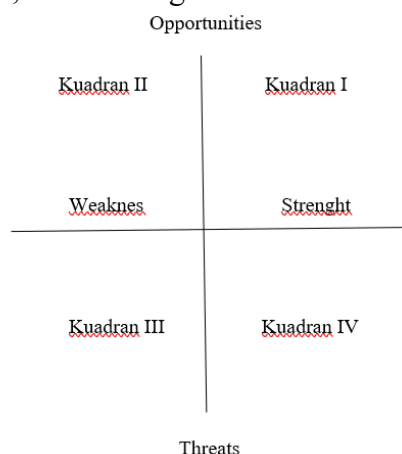 Opportunities
Kuadran II Kuadran I
Weaknes Strenght
Kuadran III Kuadran IV
Threats